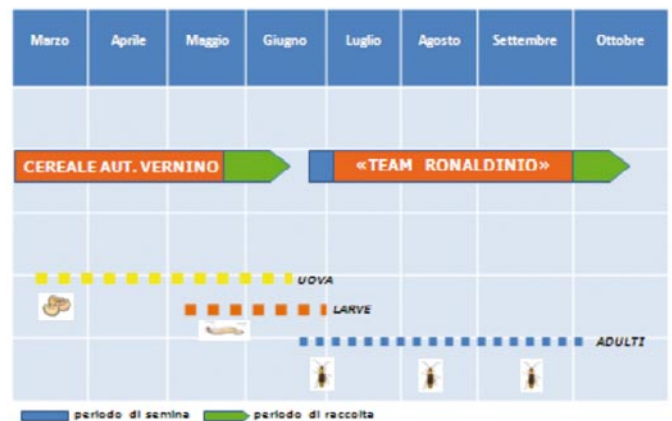 Marzo Aprile Maggio Giugno Luglio Agosto Settembre Ottobre
CEREALE AUT. VERNINO «TEAM RONALDINIO»
UOVA
LARVE
ADULTI
periodo di semina periodo di raccolta